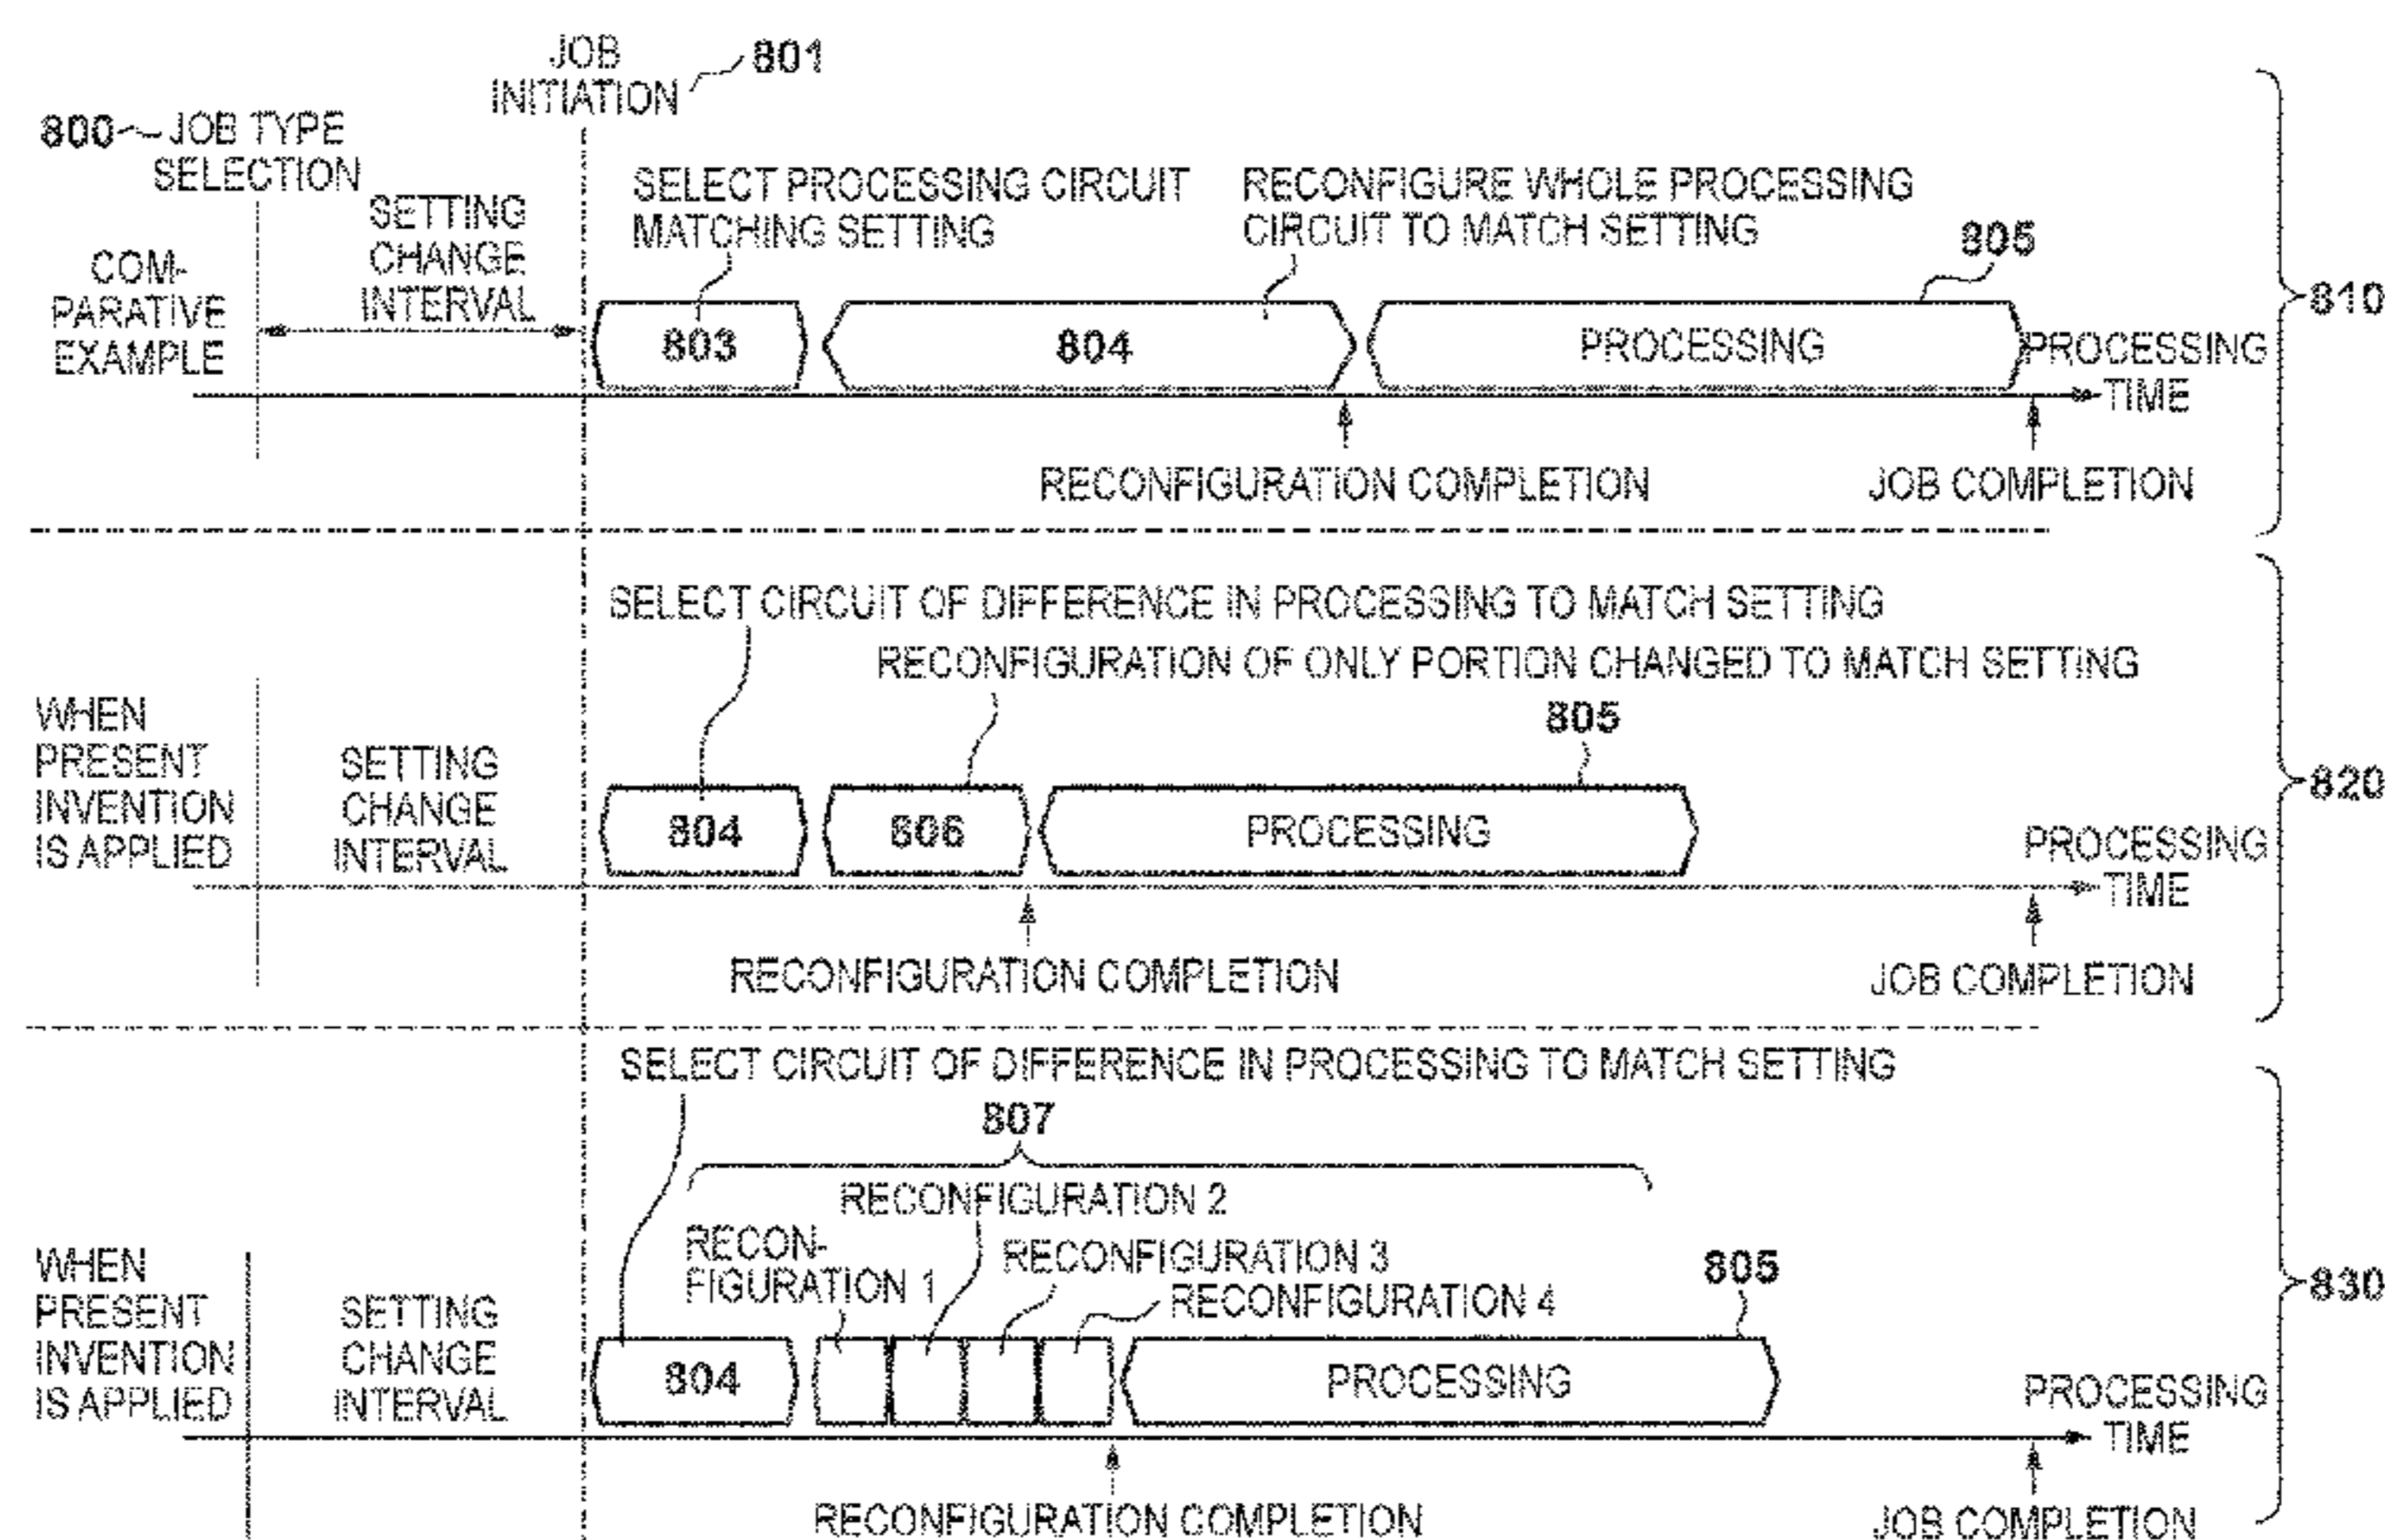 JOB
INITIATION 801
800 JOB TYPE
SELECTION
SETTING
CHANGE
INTERVAL
SELECT PROCESSING CIRCUIT
MATCHING SETTING
RECONFIGURE WHOLE PROCESSING
CIRCUIT TO MATCH SETTING
805
COM-
PARATIVE
EXAMPLE
803
804
PROCESSING
PROCESSING
TIME
810
RECONFIGURATION COMPLETION
JOB COMPLETION
SELECT CIRCUIT OF DIFFERENCE IN PROCESSING TO MATCH SETTING
RECONFIGURATION OF ONLY PORTION CHANGED TO MATCH SETTING
805
WHEN
PRESENT
INVENTION
IS APPLIED
SETTING
CHANGE
INTERVAL
804
806
PROCESSING
PROCESSING
TIME
820
RECONFIGURATION COMPLETION
JOB COMPLETION
SELECT CIRCUIT OF DIFFERENCE IN PROCESSING TO MATCH SETTING
807
RECONFIGURATION 2
RECON-
FIGURATION 1
RECONFIGURATION 3
RECONFIGURATION 4
805
WHEN
PRESENT
INVENTION
IS APPLIED
SETTING
CHANGE
INTERVAL
804
PROCESSING
PROCESSING
TIME
830
RECONFIGURATION COMPLETION
JOB COMPLETION